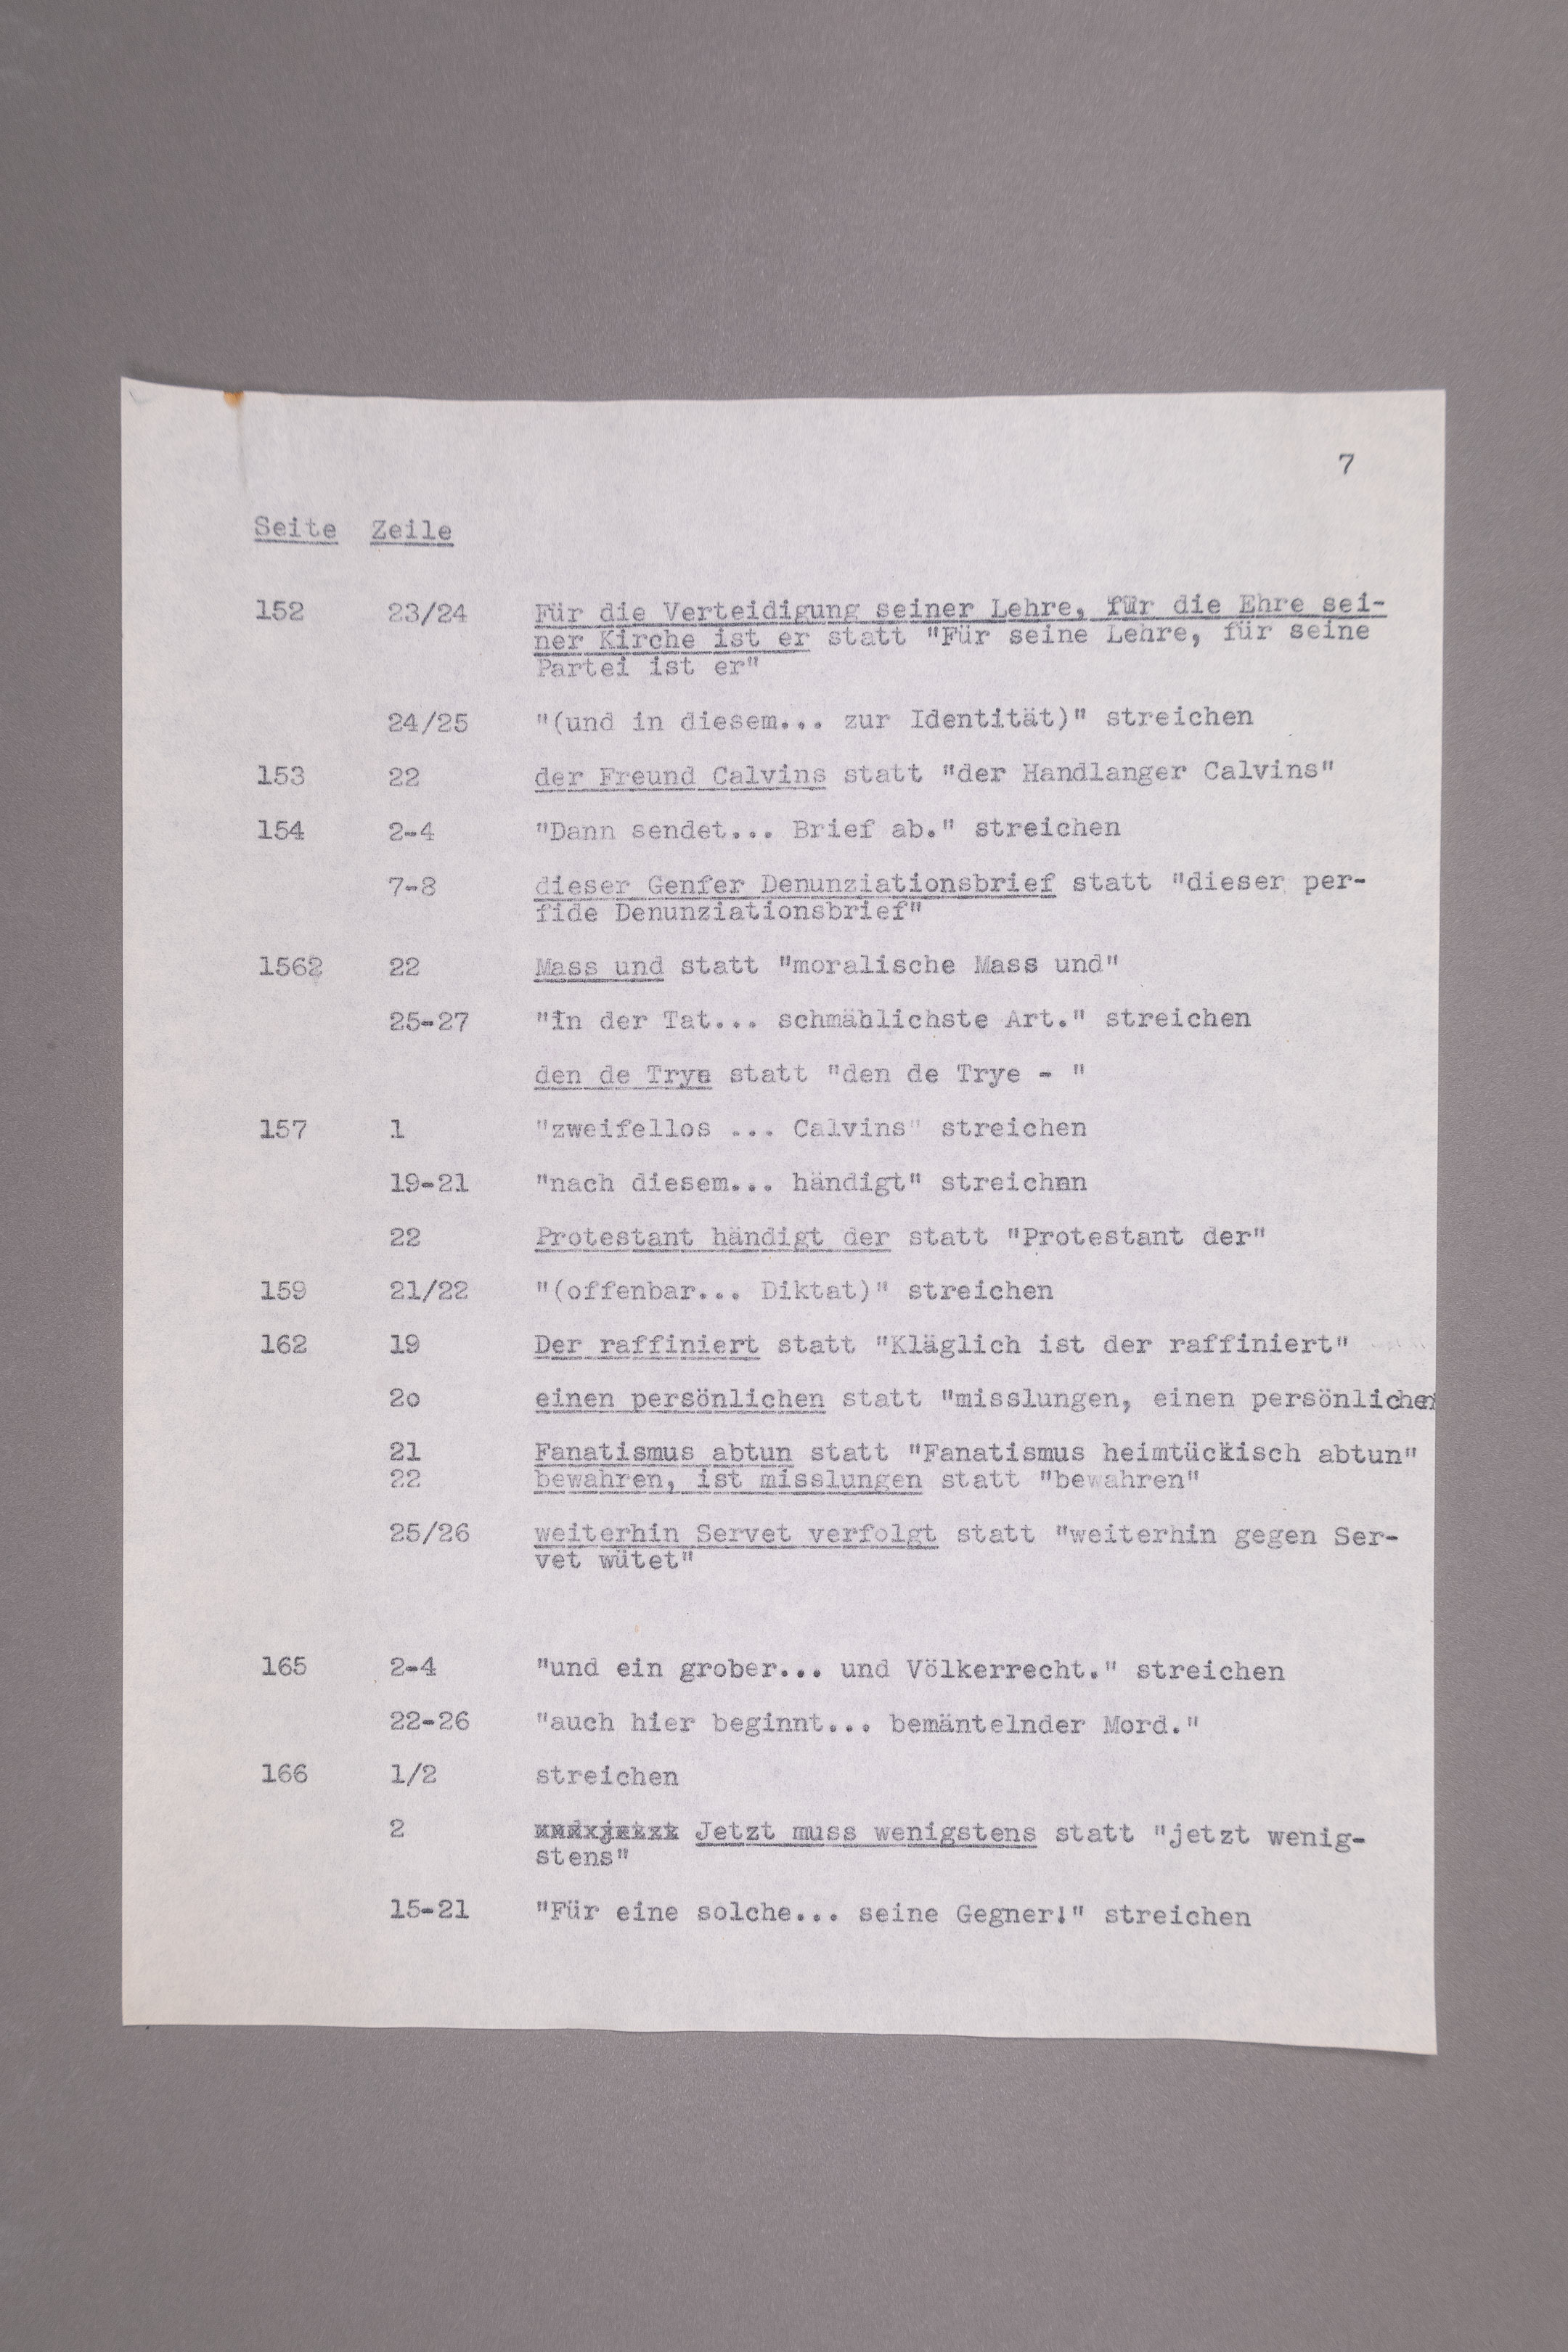 7
Seite Zeile
152 23/24 Für die Verteidigung seiner Lehre, für die Ehre sei-
ner Kirche ist er statt "Für seine Lehre, für seine
Partei ist er"
24/25 "(und in diesem... zur Identität)" streichen
153 22 der Freund Calvins statt "der Handlanger Calvins"
154 2-4 "Dann sendet... Brief ab." streichen
7-8 dieser Genfer Denunziationsbrief statt "dieser per-
fide Denunziationsbrief"
1562 22 Mass und statt "moralische Mass und"
25-27 "In der Tat... schmählichste Art." streichen
den de Trye statt "den de Trye - "
157 1 "zweifellos ... Calvins" streichen
19-21 "nach diesem... händigt" streichen
22 Protestant händigt der statt "Protestant der"
159 21/22 "(offenbar... Diktat)" streichen
162 19 Der raffiniert statt "Kläglich ist der raffiniert"
2o einen persönlichen statt "misslungen, einen persönlichen
21 Fanatismus abtun statt "Fanatismus heimtückisch abtun"
22 bewahren, ist misslungen statt "bewahren"
25/26 weiterhin Servet verfolgt statt "weiterhin gegen Ser-
vet wütet"
165 2-4 "und ein grober... und Völkerrecht." streichen
22-26 "auch hier beginnt... bemäntelnder Mord."
166 1/2 streichen
2 Jetzt muss wenigstens statt "jetzt wenig-
stens"
15-21 "Für eine solche... seine Gegner!" streichen